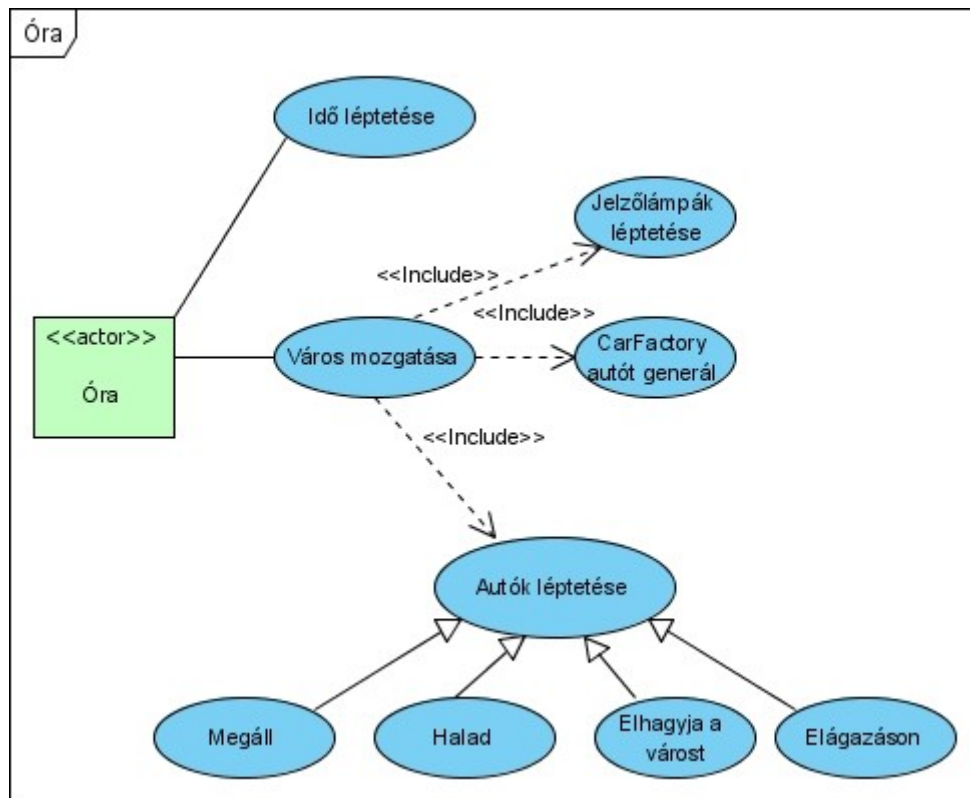 Óra
Idő léptetése
Jelzőlámpák
léptetése
<<Include>>
<<Include>>
<<actor>>
Óra
Város mozgatása
CarFactory
autót generál
<<Include>>
Autók léptetése
Megáll
Halad
Elhagyja a
várost
Elágazáson